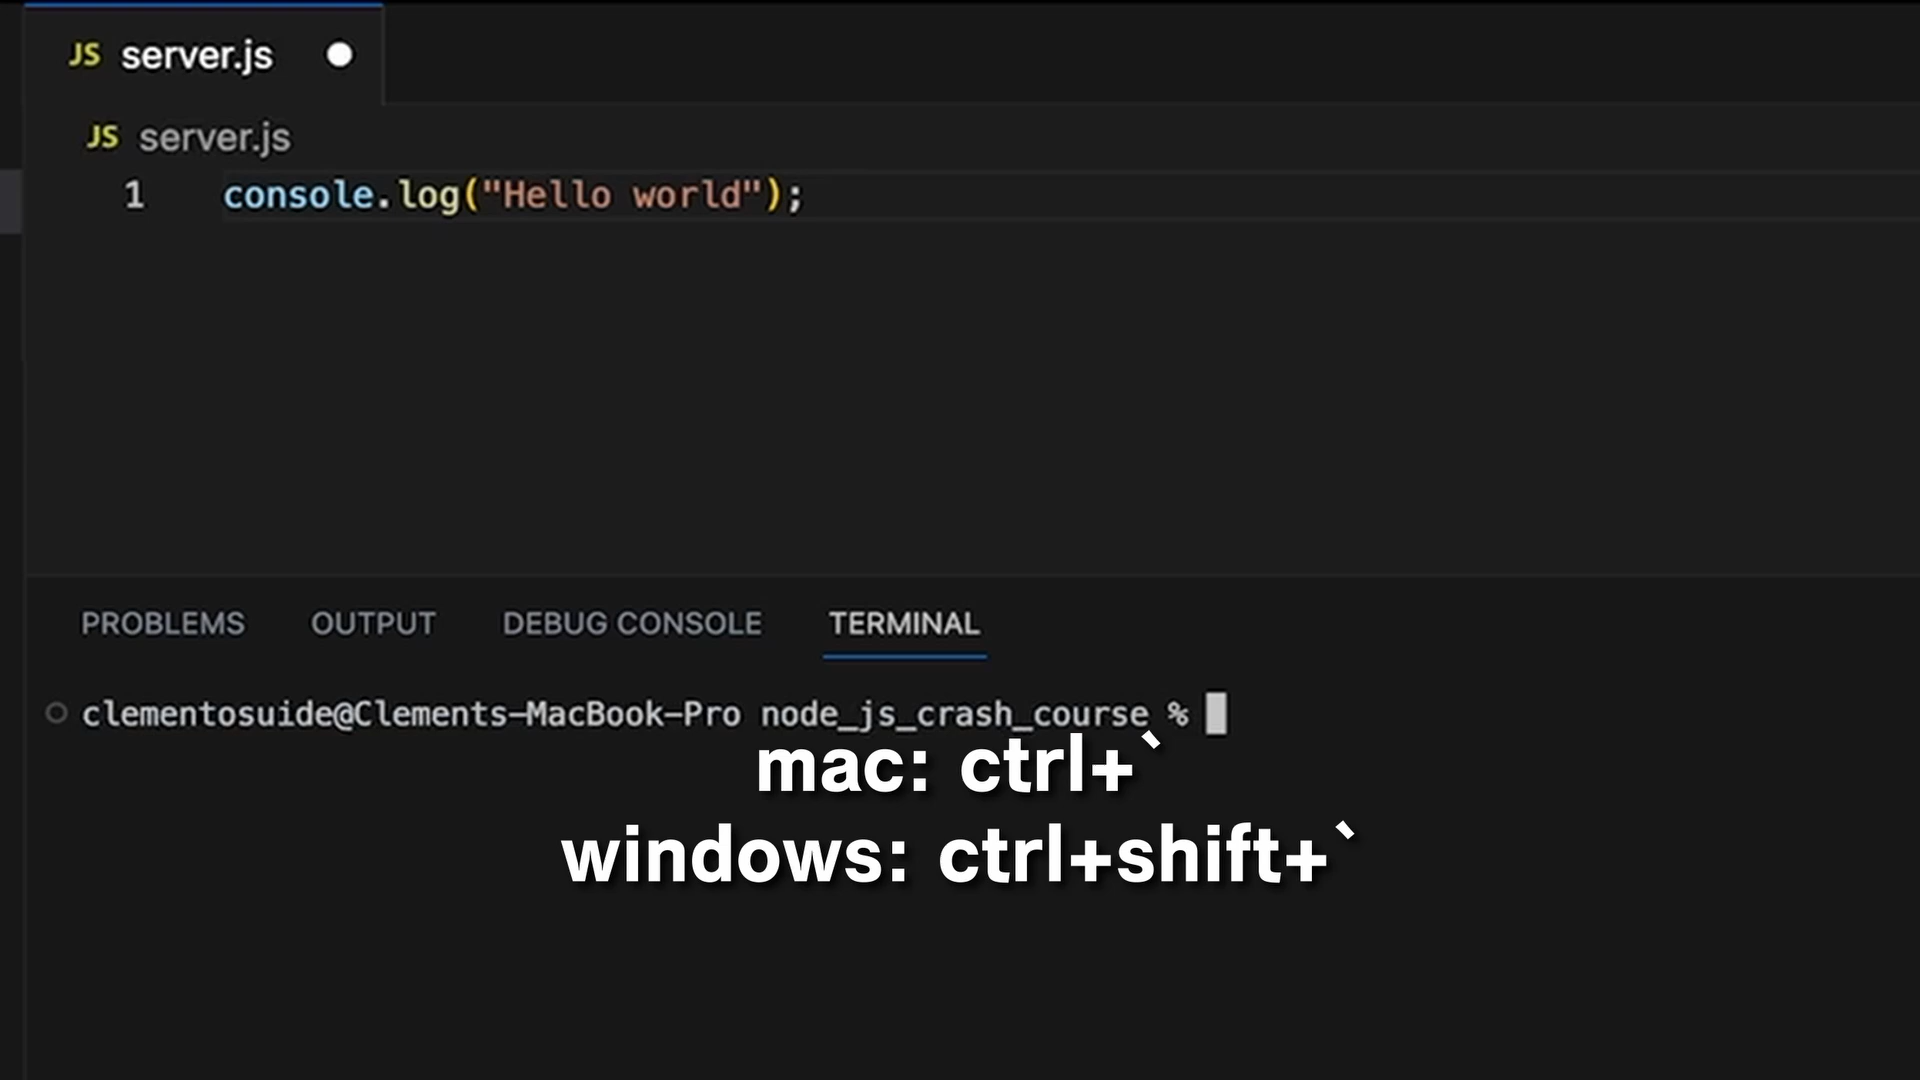 JS server.js
JS server.js
1 console.log("Hello world");
PROBLEMS OUTPUT DEBUG CONSOLE TERMINAL
clementosuide@Clements-MacBook-Pro node_js_crash_course %
mac: ctrl+`
windows: ctrl+shift+`